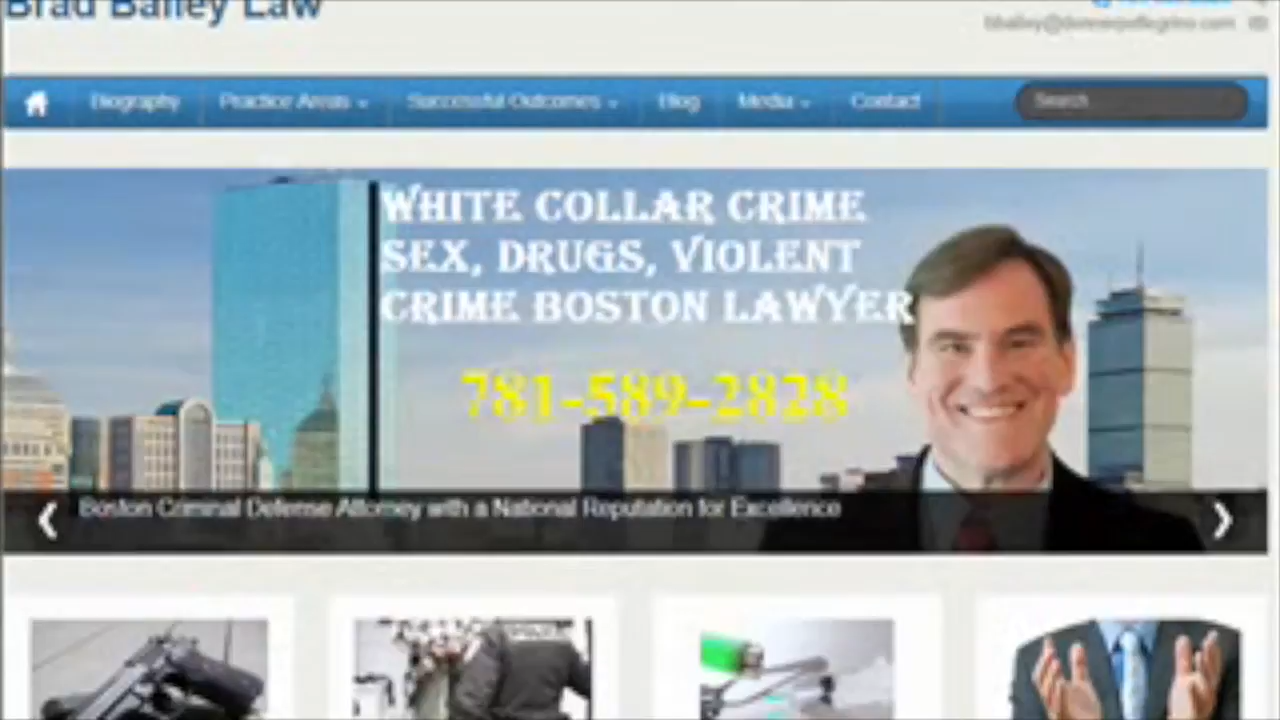 Brad Bailey Law
Biography
Practice Areas
Successful Outcomes
Blog
Media
Contact
Search
WHITE COLLAR CRIME
SEX, DRUGS, VIOLENT
CRIME BOSTON LAWYER
781-589-2828
Boston Criminal Defense Attorney with a National Reputation for Excellence